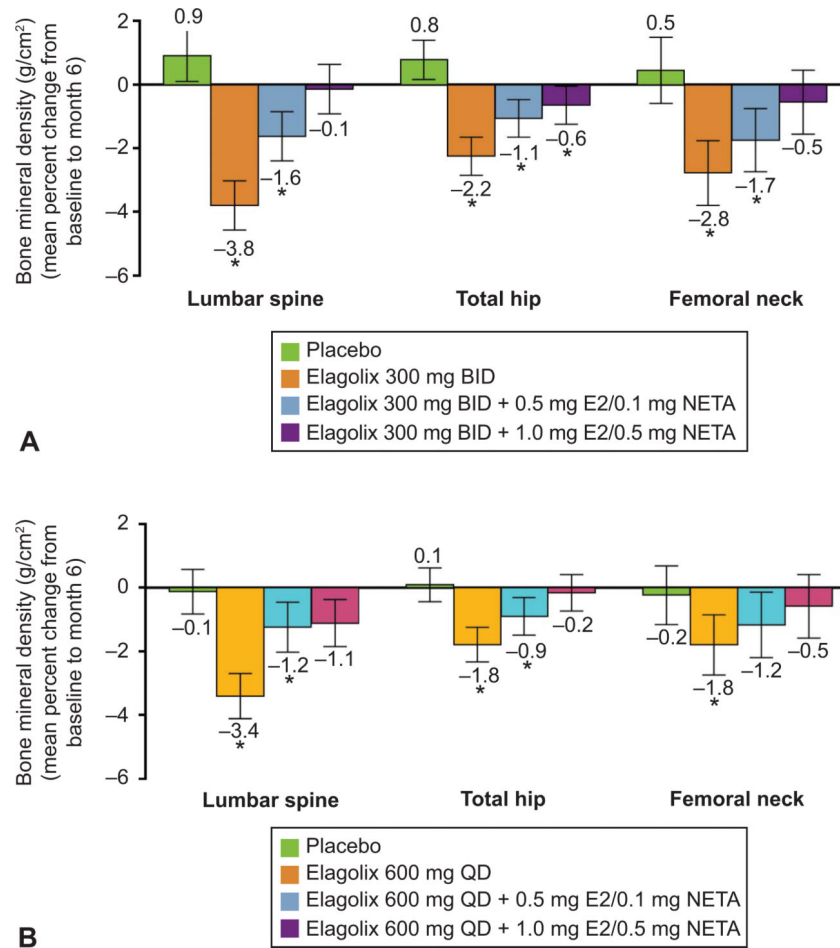 Bone mineral density (g/cm²)
(mean percent change from
baseline to month 6)
2
0
–2
–4
–6
0.9
–3.8
*
–1.6
*
–0.1
0.8
–2.2
*
–1.1
*
–0.6
*
0.5
–2.8
*
–1.7
*
–0.5
Lumbar spine
Total hip
Femoral neck
Placebo
Elagolix 300 mg BID
Elagolix 300 mg BID + 0.5 mg E2/0.1 mg NETA
Elagolix 300 mg BID + 1.0 mg E2/0.5 mg NETA
A
Bone mineral density (g/cm²)
(mean percent change from
baseline to month 6)
2
0
–2
–4
–6
–0.1
–3.4
*
–1.2
*
–1.1
0.1
–1.8
*
–0.9
*
–0.2
–0.2
–1.8
*
–1.2
–0.5
Lumbar spine
Total hip
Femoral neck
Placebo
Elagolix 600 mg QD
Elagolix 600 mg QD + 0.5 mg E2/0.1 mg NETA
Elagolix 600 mg QD + 1.0 mg E2/0.5 mg NETA
B